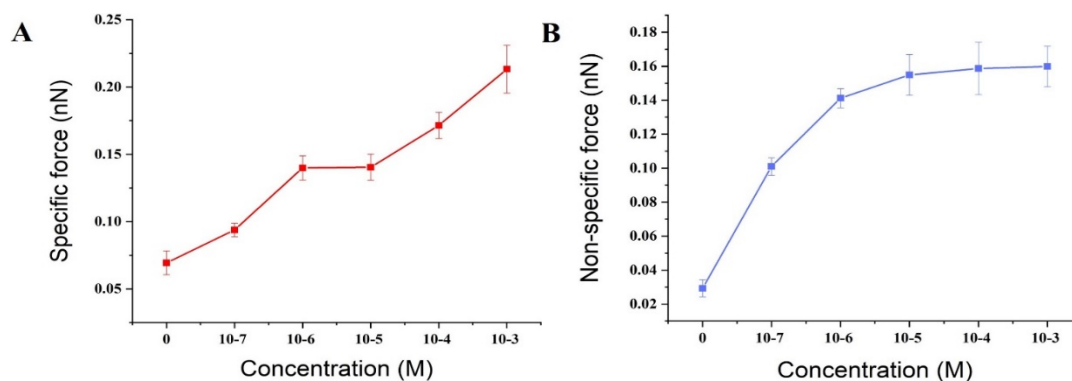 A
Specific force (nN)
0.25
0.20
0.15
0.10
0.05
0 10-7 10-6 10-5 10-4 10-3
Concentration (M)
B
Non-specific force (nN)
0.18
0.16
0.14
0.12
0.10
0.08
0.06
0.04
0.02
0 10-7 10-6 10-5 10-4 10-3
Concentration (M)